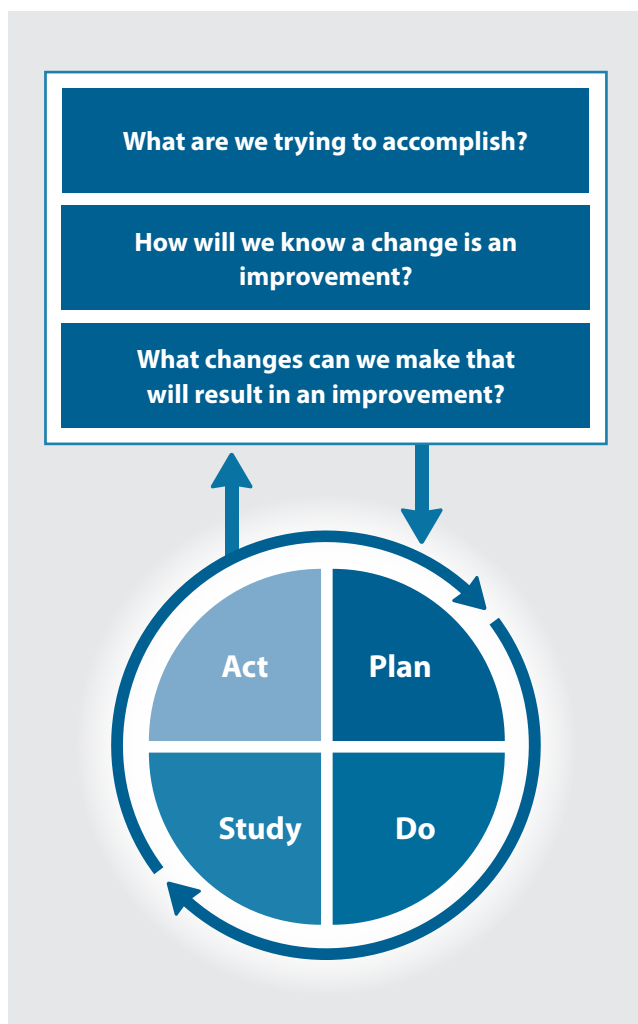 What are we trying to accomplish?
How will we know a change is an
improvement?
What changes can we make that
will result in an improvement?
Act
Plan
Study
Do